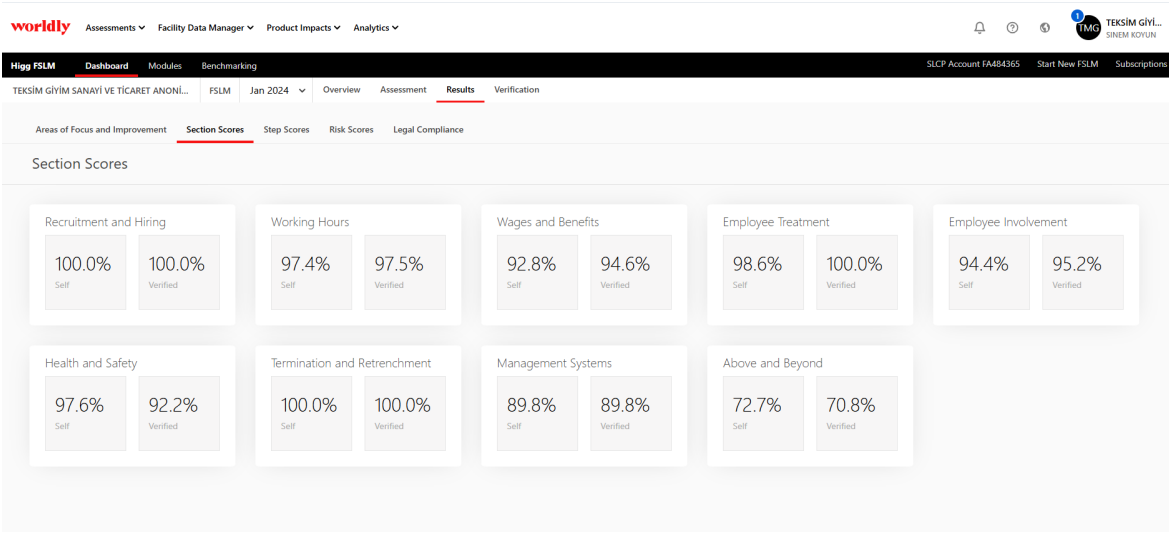 worldly Assessments Facility Data Manager Product Impacts Analytics 1 TMG TEKSİM GİYİ...
SINEM KOYUN
Higg FSLM Dashboard Modules Benchmarking SLCP Account FA484365 Start New FSLM Subscriptions
TEKSİM GİYİM SANAYİ VE TİCARET ANONİ... FSLM Jan 2024 Overview Assessment Results Verification
Areas of Focus and Improvement Section Scores Step Scores Risk Scores Legal Compliance
Section Scores
Recruitment and Hiring Working Hours Wages and Benefits Employee Treatment Employee Involvement
100.0% 100.0% 97.4% 97.5% 92.8% 94.6% 98.6% 100.0% 94.4% 95.2%
Self Verified Self Verified Self Verified Self Verified Self Verified
Health and Safety Termination and Retrenchment Management Systems Above and Beyond
97.6% 92.2% 100.0% 100.0% 89.8% 89.8% 72.7% 70.8%
Self Verified Self Verified Self Verified Self Verified